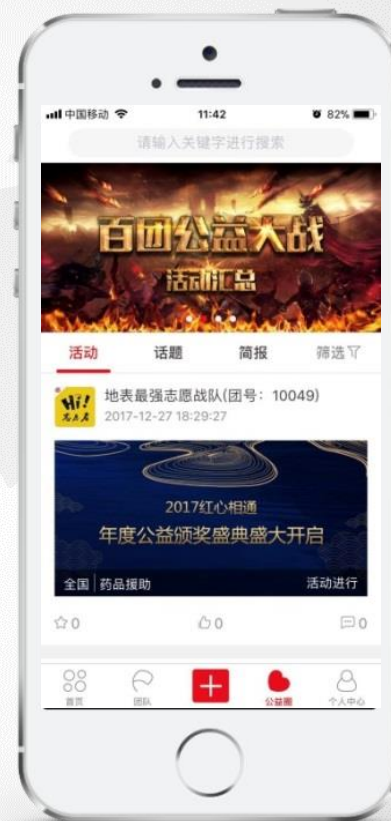 中国移动 11:42 82%
请输入关键字进行搜索
百团公益大战
活动汇总
活动 话题 简报 筛选
Hi!
志愿者
地表最强志愿战队(团号：10049)
2017-12-27 18:29:27
2017红心相通
年度公益颁奖盛典盛大开启
全国 药品援助 活动进行
0 0 0
首页 团队 公益圈 个人中心